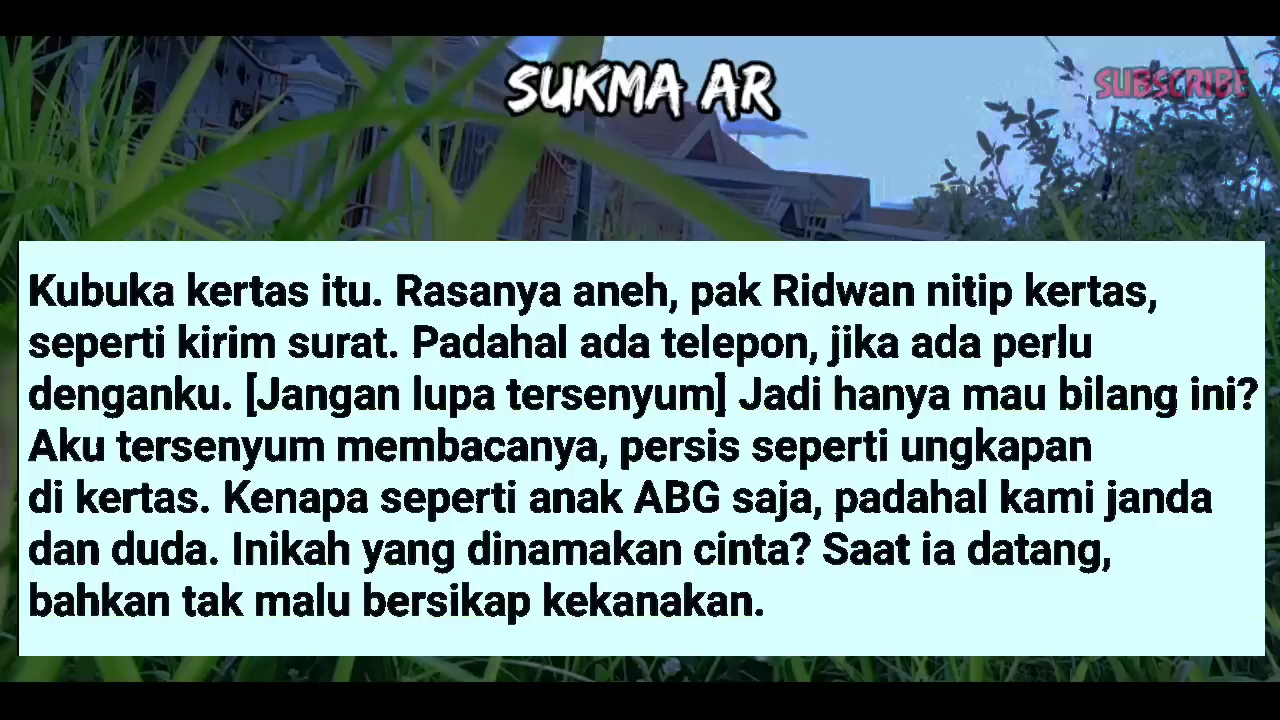 SUKMA AR
SUBSCRIBE
Kubuka kertas itu. Rasanya aneh, pak Ridwan nitip kertas,
seperti kirim surat. Padahal ada telepon, jika ada perlu
denganku. [Jangan lupa tersenyum] Jadi hanya mau bilang ini?
Aku tersenyum membacanya, persis seperti ungkapan
di kertas. Kenapa seperti anak ABG saja, padahal kami janda
dan duda. Inikah yang dinamakan cinta? Saat ia datang,
bahkan tak malu bersikap kekanakan.